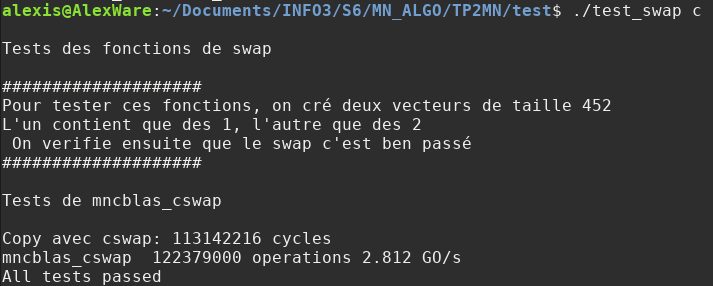 alexis@AlexWare:~/Documents/INFO3/S6/MN_ALGO/TP2MN/test$ ./test_swap c
Tests des fonctions de swap
####################
Pour tester ces fonctions, on cré deux vecteurs de taille 452
L'un contient que des 1, l'autre que des 2
 On verifie ensuite que le swap c'est ben passé
####################
Tests de mncblas_cswap
Copy avec cswap: 113142216 cycles
mncblas_cswap  122379000 operations 2.812 GO/s
All tests passed